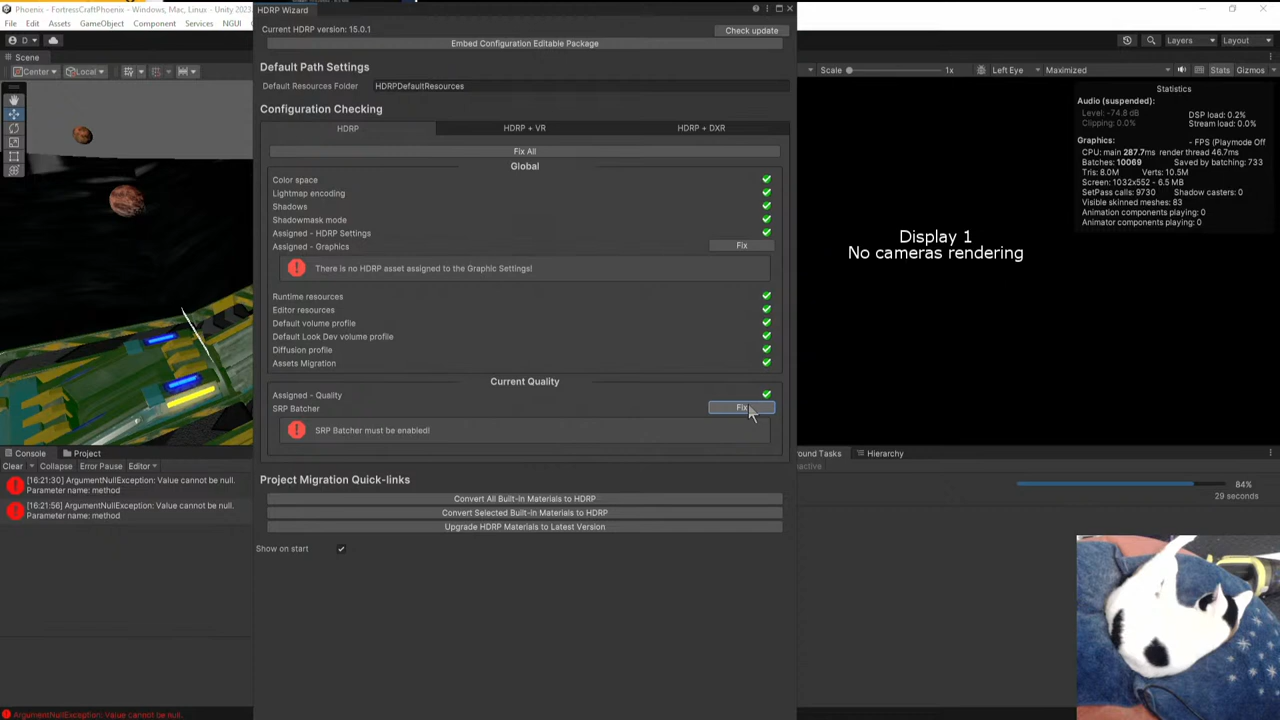 HDRP Wizard
Phoenix - FortressCraftPhoenix - Windows, Mac, Linux - Unity 2023
File Edit Assets GameObject Component Services NGUI
D
Layers Layout
Scene
Center Local
Current HDRP version: 15.0.1
Check update
Embed Configuration Editable Package
Default Path Settings
Default Resources Folder HDRPDefaultResources
Configuration Checking
HDRP HDRP + VR HDRP + DXR
Fix All
Global
Color space
Lightmap encoding
Shadows
Shadowmask mode
Assigned - HDRP Settings
Assigned - Graphics Fix
There is no HDRP asset assigned to the Graphic Settings!
Runtime resources
Editor resources
Default volume profile
Default Look Dev volume profile
Diffusion profile
Assets Migration
Current Quality
Assigned - Quality
SRP Batcher Fix
SRP Batcher must be enabled!
Project Migration Quick-links
Convert All Built-in Materials to HDRP
Convert Selected Built-in Materials to HDRP
Upgrade HDRP Materials to Latest Version
Show on start
Scale 1x Left Eye Maximized Stats Gizmos
Statistics
Audio (suspended):
Level: -74.8 dB DSP load: 0.2%
Clipping: 0.0% Stream load: 0.0%
Graphics: - FPS (Playmode Off
CPU: main 287.7ms render thread 46.7ms
Batches: 10069 Saved by batching: 733
Tris: 8.0M Verts: 10.5M
Screen: 1032x552 - 6.5 MB
SetPass calls: 9730 Shadow casters: 0
Visible skinned meshes: 83
Animation components playing: 0
Animator components playing: 0
Display 1
No cameras rendering
Console Project
Clear Collapse Error Pause Editor
[16:21:30] ArgumentNullException: Value cannot be null.
Parameter name: method
[16:21:56] ArgumentNullException: Value cannot be null.
Parameter name: method
ound Tasks Hierarchy
active
84%
29 seconds
ArgumentNullException: Value cannot be null.